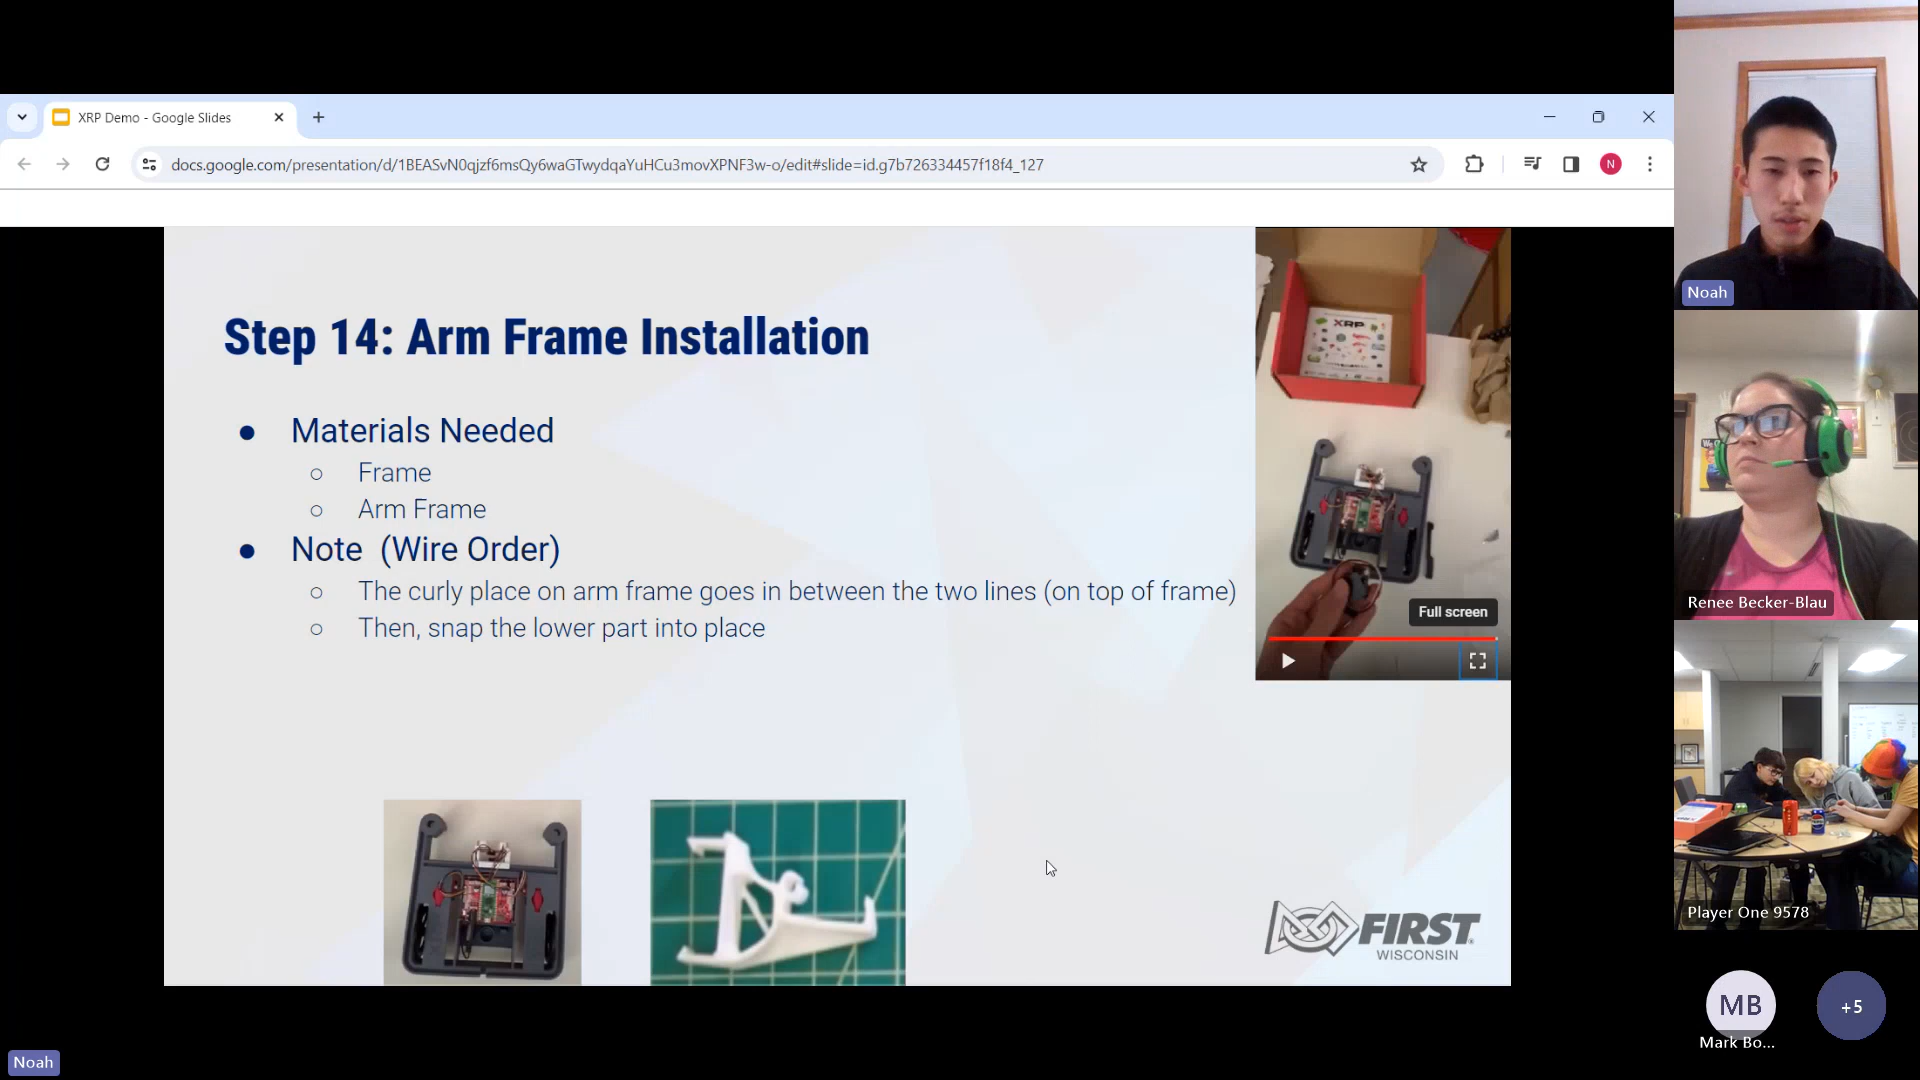 XRP Demo - Google Slides
docs.google.com/presentation/d/1BEASvN0qjzf6msQy6waGTwydqaYuHCu3movXPNF3w-o/edit#slide=id.g7b726334457f18f4_127
N
Step 14: Arm Frame Installation
Materials Needed
Frame
Arm Frame
Note (Wire Order)
The curly place on arm frame goes in between the two lines (on top of frame)
Then, snap the lower part into place
XRP
Full screen
FIRST
WISCONSIN
Noah
Renee Becker-Blau
Player One 9578
MB
+5
Mark Bo...
Noah